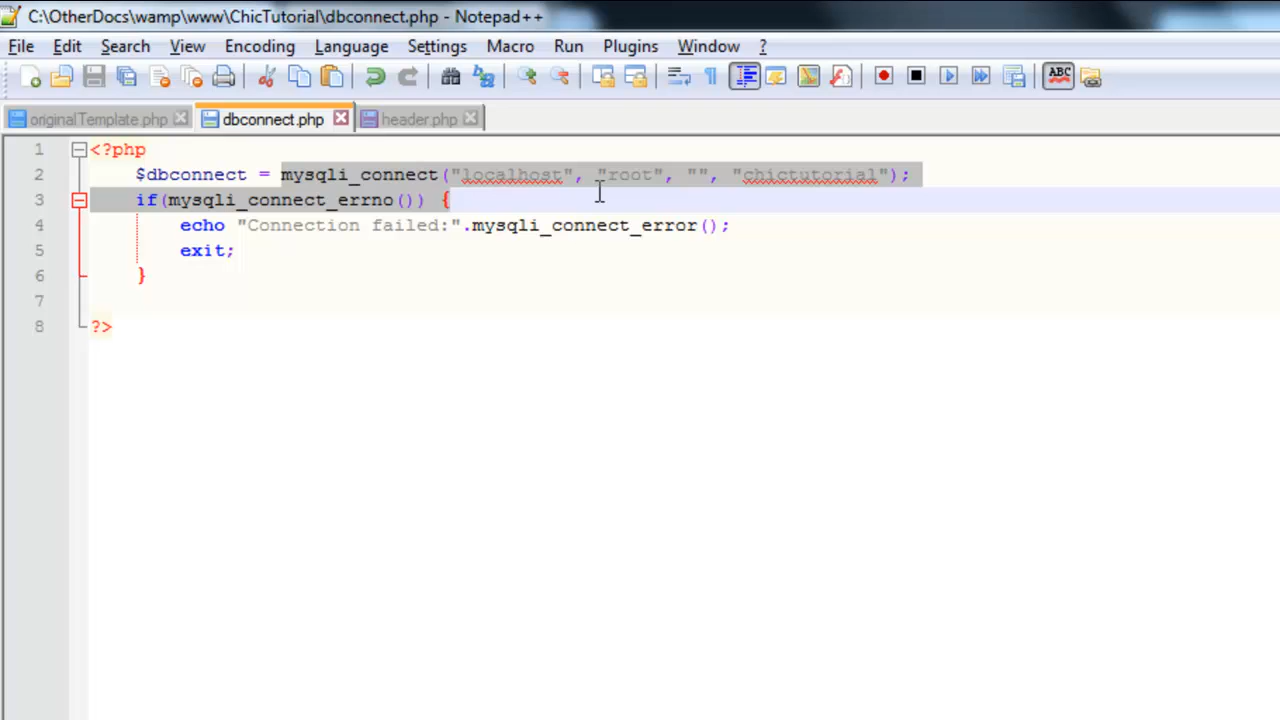 C:\OtherDocs\wamp\www\ChicTutorial\dbconnect.php - Notepad++
File Edit Search View Encoding Language Settings Macro Run Plugins Window ?
ABC
originalTemplate.php dbconnect.php header.php
1 <?php
2 $dbconnect = mysqli_connect("localhost", "root", "", "chictutorial");
3 if(mysqli_connect_errno()) {
4 echo "Connection failed:".mysqli_connect_error();
5 exit;
6 }
7
8 ?>